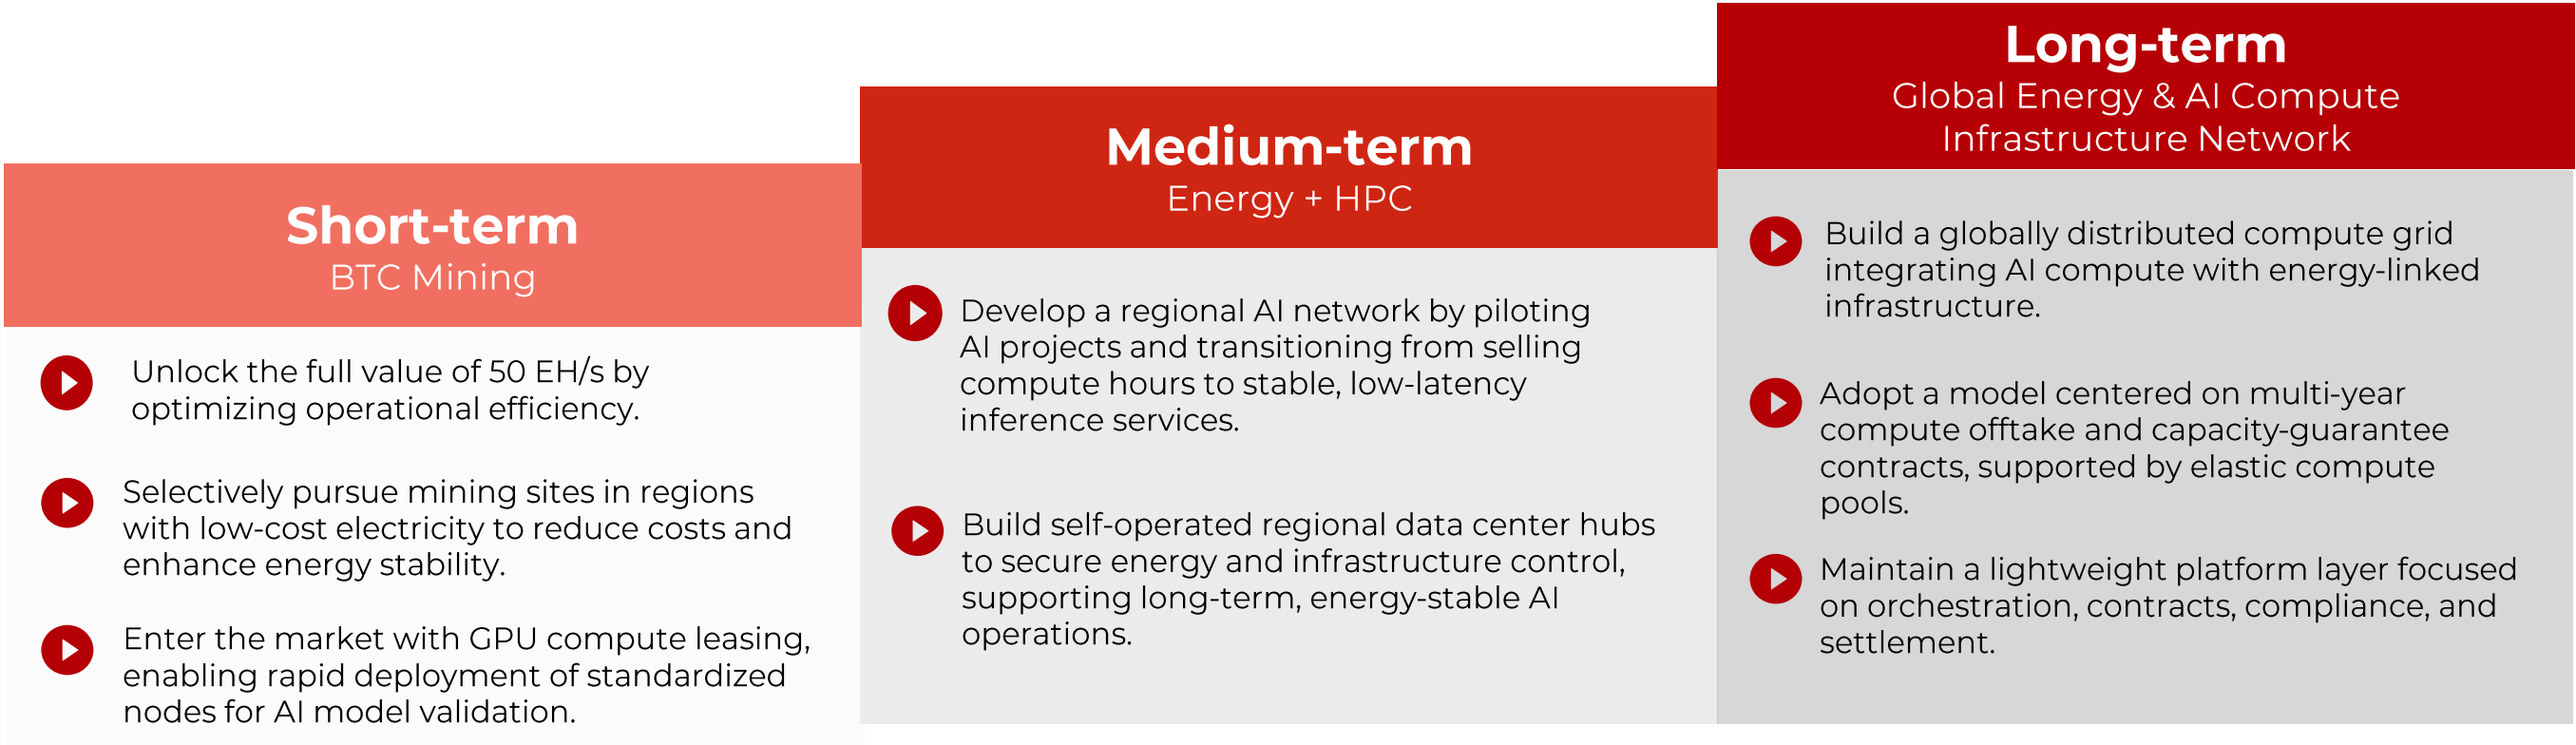 Short-term
BTC Mining
Unlock the full value of 50 EH/s by
optimizing operational efficiency.
Selectively pursue mining sites in regions
with low-cost electricity to reduce costs and
enhance energy stability.
Enter the market with GPU compute leasing,
enabling rapid deployment of standardized
nodes for AI model validation.
Medium-term
Energy + HPC
Develop a regional AI network by piloting
AI projects and transitioning from selling
compute hours to stable, low-latency
inference services.
Build self-operated regional data center hubs
to secure energy and infrastructure control,
supporting long-term, energy-stable AI
operations.
Long-term
Global Energy & AI Compute
Infrastructure Network
Build a globally distributed compute grid
integrating AI compute with energy-linked
infrastructure.
Adopt a model centered on multi-year
compute offtake and capacity-guarantee
contracts, supported by elastic compute
pools.
Maintain a lightweight platform layer focused
on orchestration, contracts, compliance, and
settlement.